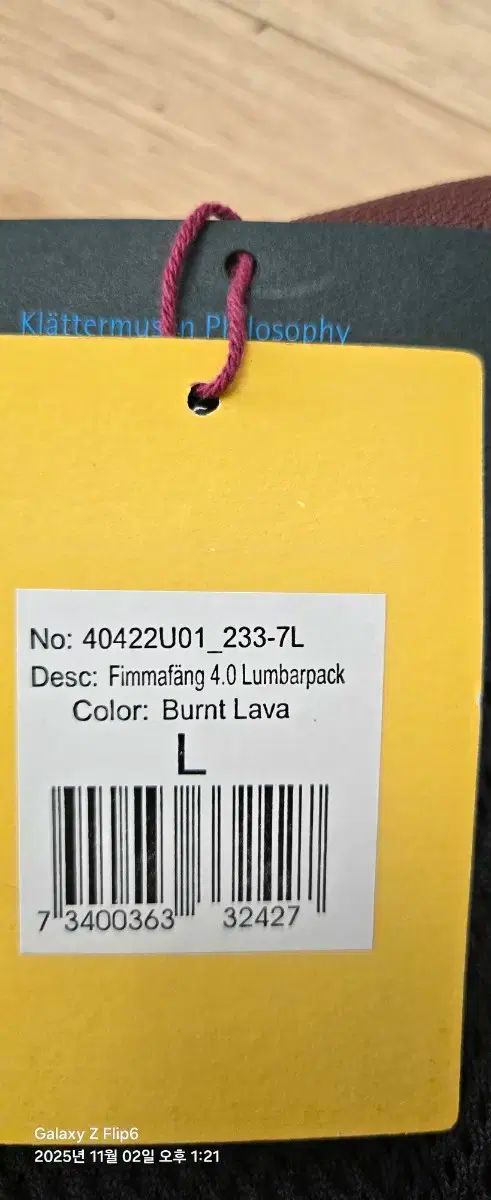 Klättermusen Philosophy
No: 40422U01_233-7L
Desc: Fimmafäng 4.0 Lumbarpack
Color: Burnt Lava
L
7 3400363 32427
Galaxy Z Flip6
2025년 11월 02일 오후 1:21